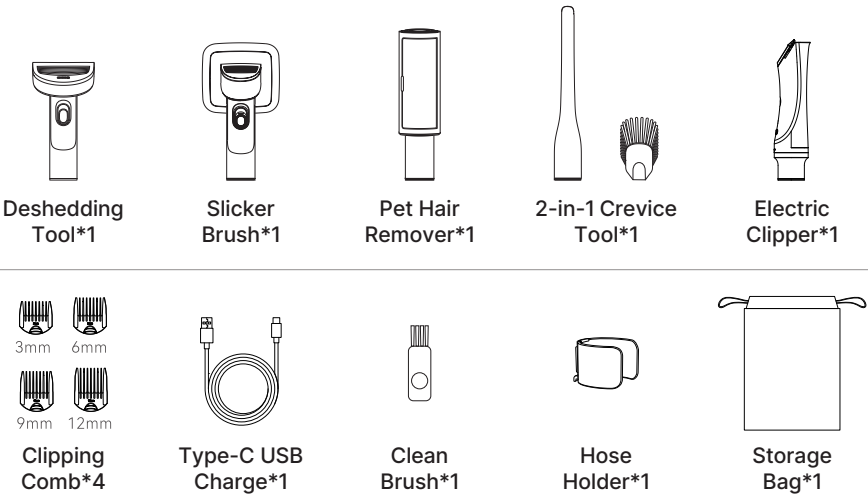 Deshedding
Tool*1
Slicker
Brush*1
Pet Hair
Remover*1
2-in-1 Crevice
Tool*1
Electric
Clipper*1
3mm
6mm
9mm
12mm
Clipping
Comb*4
Type-C USB
Charge*1
Clean
Brush*1
Hose
Holder*1
Storage
Bag*1